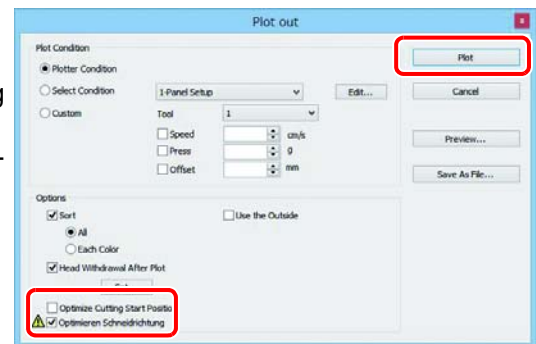 Plot out
x
Plot Condition
Plotter Condition
Select Condition
1-Panel Setup
Edit...
Custom
Tool
1
Speed
cm/s
Press
g
Offset
mm
Plot
Cancel
Preview...
Save As File...
Options
Sort
Use the Outside
All
Each Color
Head Withdrawal After Plot
Optimize Cutting Start Positio
Optimieren Schneidrichtung
g
-